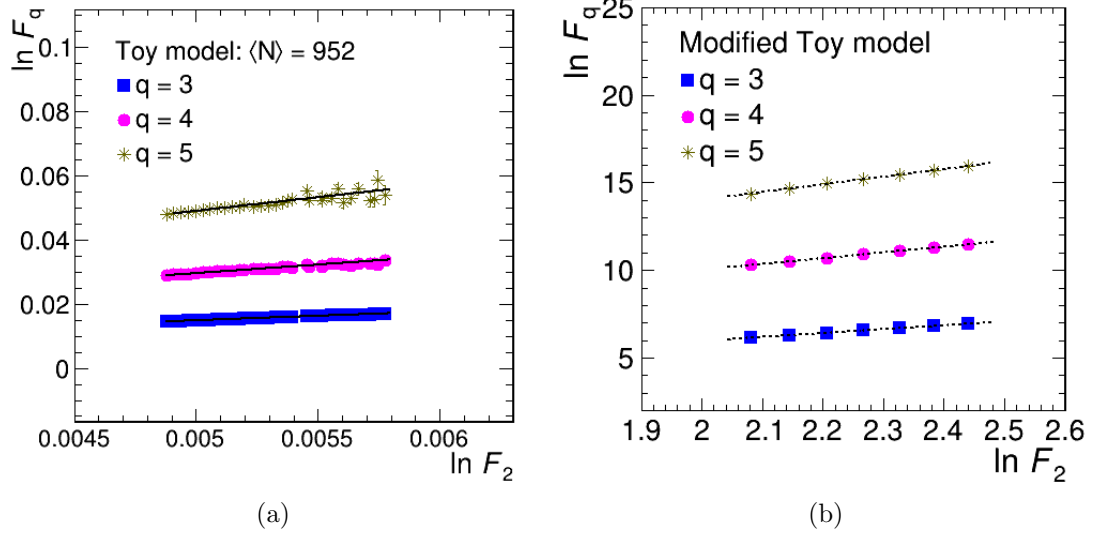 ln F_q
0.1
0.08
0.06
0.04
0.02
0
Toy model: ⟨N⟩ = 952
q = 3
q = 4
q = 5
0.0045
0.005
0.0055
0.006
ln F_2
(a)
ln F_q
25
20
15
10
5
Modified Toy model
q = 3
q = 4
q = 5
1.9
2
2.1
2.2
2.3
2.4
2.5
2.6
ln F_2
(b)